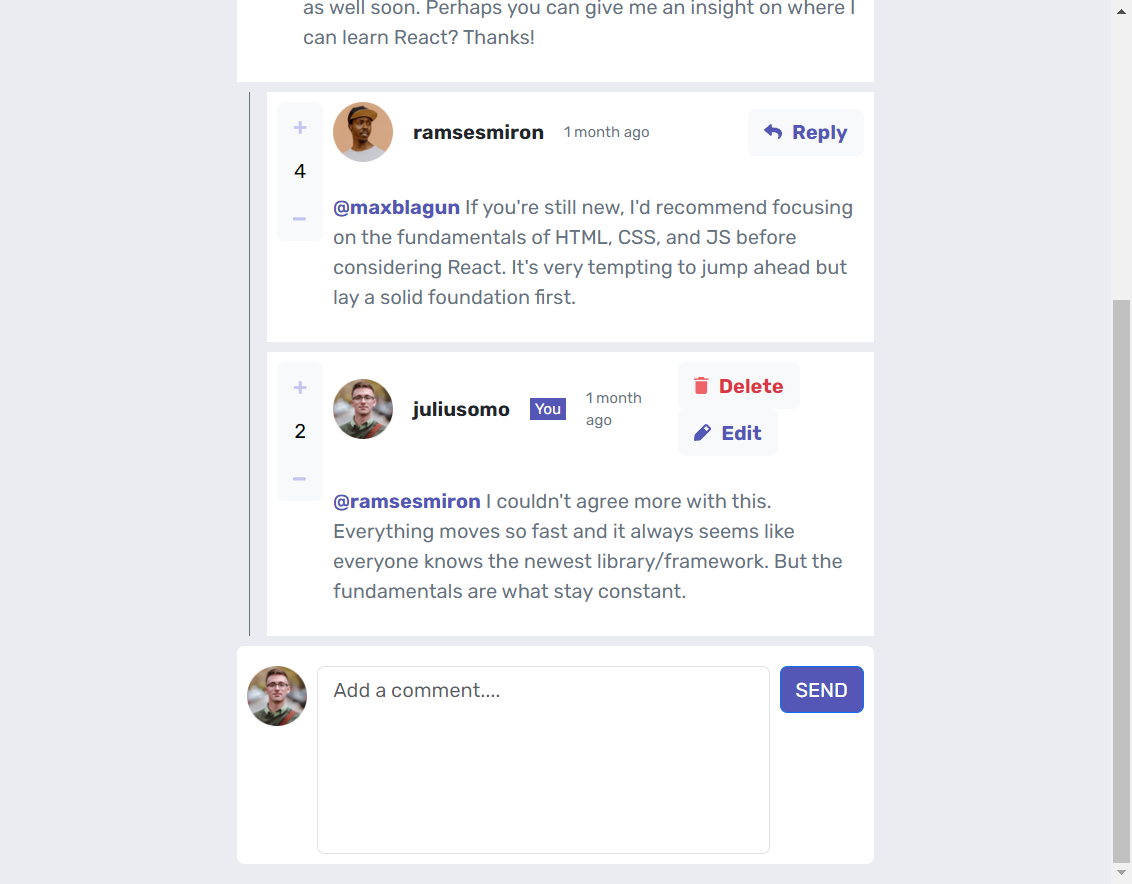 as well soon. Perhaps you can give me an insight on where I
can learn React? Thanks!
+
4
−
ramsesmiron 1 month ago Reply
@maxblagun If you're still new, I'd recommend focusing
on the fundamentals of HTML, CSS, and JS before
considering React. It's very tempting to jump ahead but
lay a solid foundation first.
+
2
−
juliusomo You 1 month
ago
Delete
Edit
@ramsesmiron I couldn't agree more with this.
Everything moves so fast and it always seems like
everyone knows the newest library/framework. But the
fundamentals are what stay constant.
Add a comment....
SEND